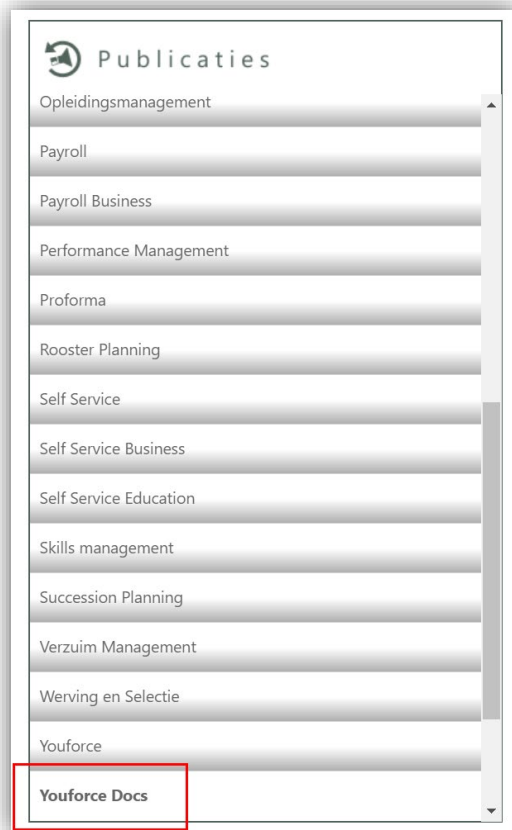 Publicaties
Opleidingsmanagement
Payroll
Payroll Business
Performance Management
Proforma
Rooster Planning
Self Service
Self Service Business
Self Service Education
Skills management
Succession Planning
Verzuim Management
Werving en Selectie
Youforce
Youforce Docs